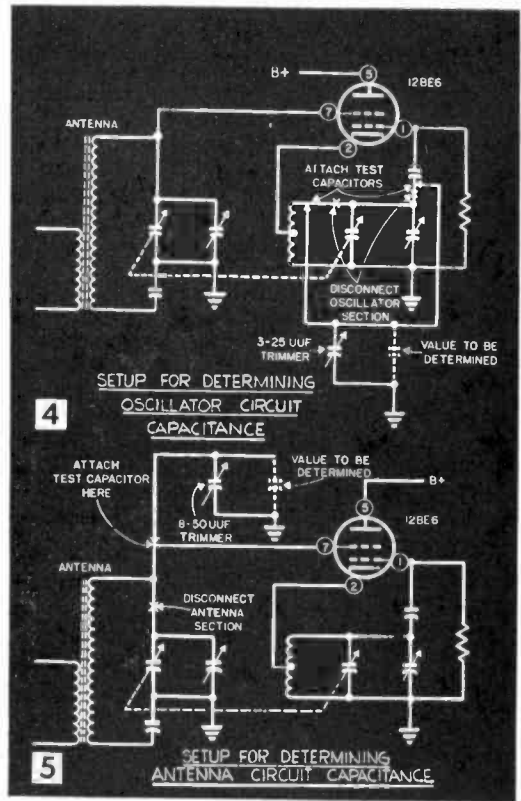 B+
5
12BE6
ANTENNA
7
1
2
ATTACH TEST
CAPACITORS
DISCONNECT
OSCILLATOR
SECTION
3-25 UUF
TRIMMER
VALUE TO BE
DETERMINED
4
SETUP FOR DETERMINING
OSCILLATOR CIRCUIT
CAPACITANCE
ATTACH
TEST CAPACITOR
HERE
VALUE TO BE
DETERMINED
8-50 UUF
TRIMMER
B+
5
12BE6
7
1
2
ANTENNA
DISCONNECT
ANTENNA
SECTION
5
SETUP FOR DETERMINING
ANTENNA CIRCUIT CAPACITANCE